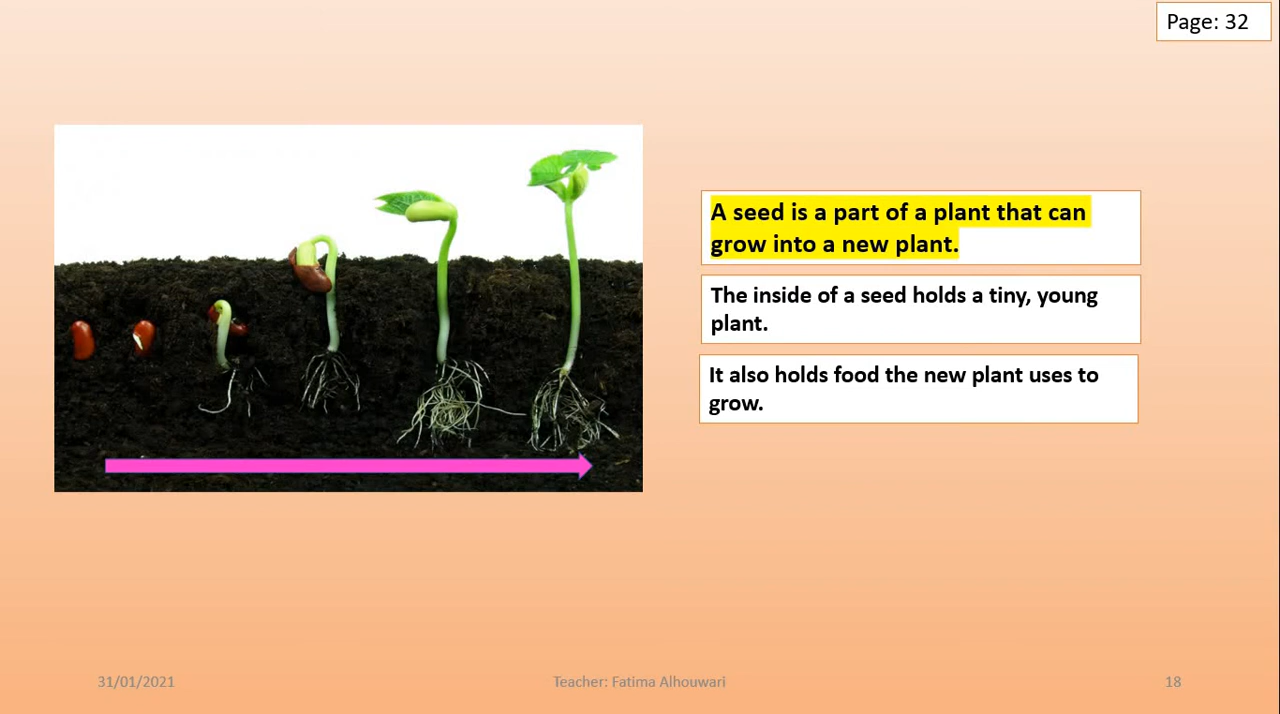 Page: 32
A seed is a part of a plant that can
grow into a new plant.
The inside of a seed holds a tiny, young
plant.
It also holds food the new plant uses to
grow.
31/01/2021
Teacher: Fatima Alhouwari
18